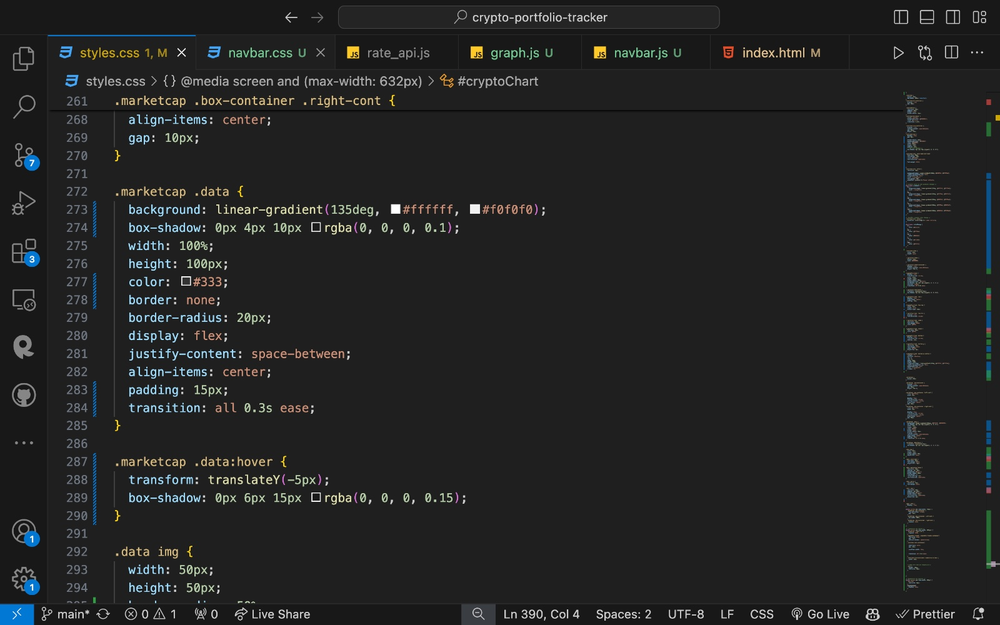 crypto-portfolio-tracker
styles.css 1, M
navbar.css U
JS rate_api.js
JS graph.js U
JS navbar.js U
index.html M
styles.css > {} @media screen and (max-width: 632px) > #cryptoChart
261 .marketcap .box-container .right-cont {
268 align-items: center;
269 gap: 10px;
270 }
271
272 .marketcap .data {
273 background: linear-gradient(135deg, #ffffff, #f0f0f0);
274 box-shadow: 0px 4px 10px rgba(0, 0, 0, 0.1);
275 width: 100%;
276 height: 100px;
277 color: #333;
278 border: none;
279 border-radius: 20px;
280 display: flex;
281 justify-content: space-between;
282 align-items: center;
283 padding: 15px;
284 transition: all 0.3s ease;
285 }
286
287 .marketcap .data:hover {
288 transform: translateY(-5px);
289 box-shadow: 0px 6px 15px rgba(0, 0, 0, 0.15);
290 }
291
292 .data img {
293 width: 50px;
294 height: 50px;
7
3
1
1
main* 0 1 0 Live Share Ln 390, Col 4 Spaces: 2 UTF-8 LF CSS Go Live Prettier